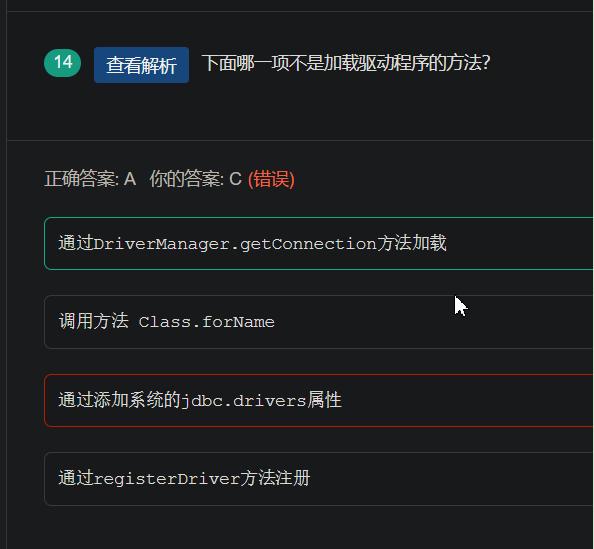 14 查看解析 下面哪一项不是加载驱动程序的方法?
正确答案: A 你的答案: C (错误)
通过DriverManager.getConnection方法加载
调用方法 Class.forName
通过添加系统的jdbc.drivers属性
通过registerDriver方法注册